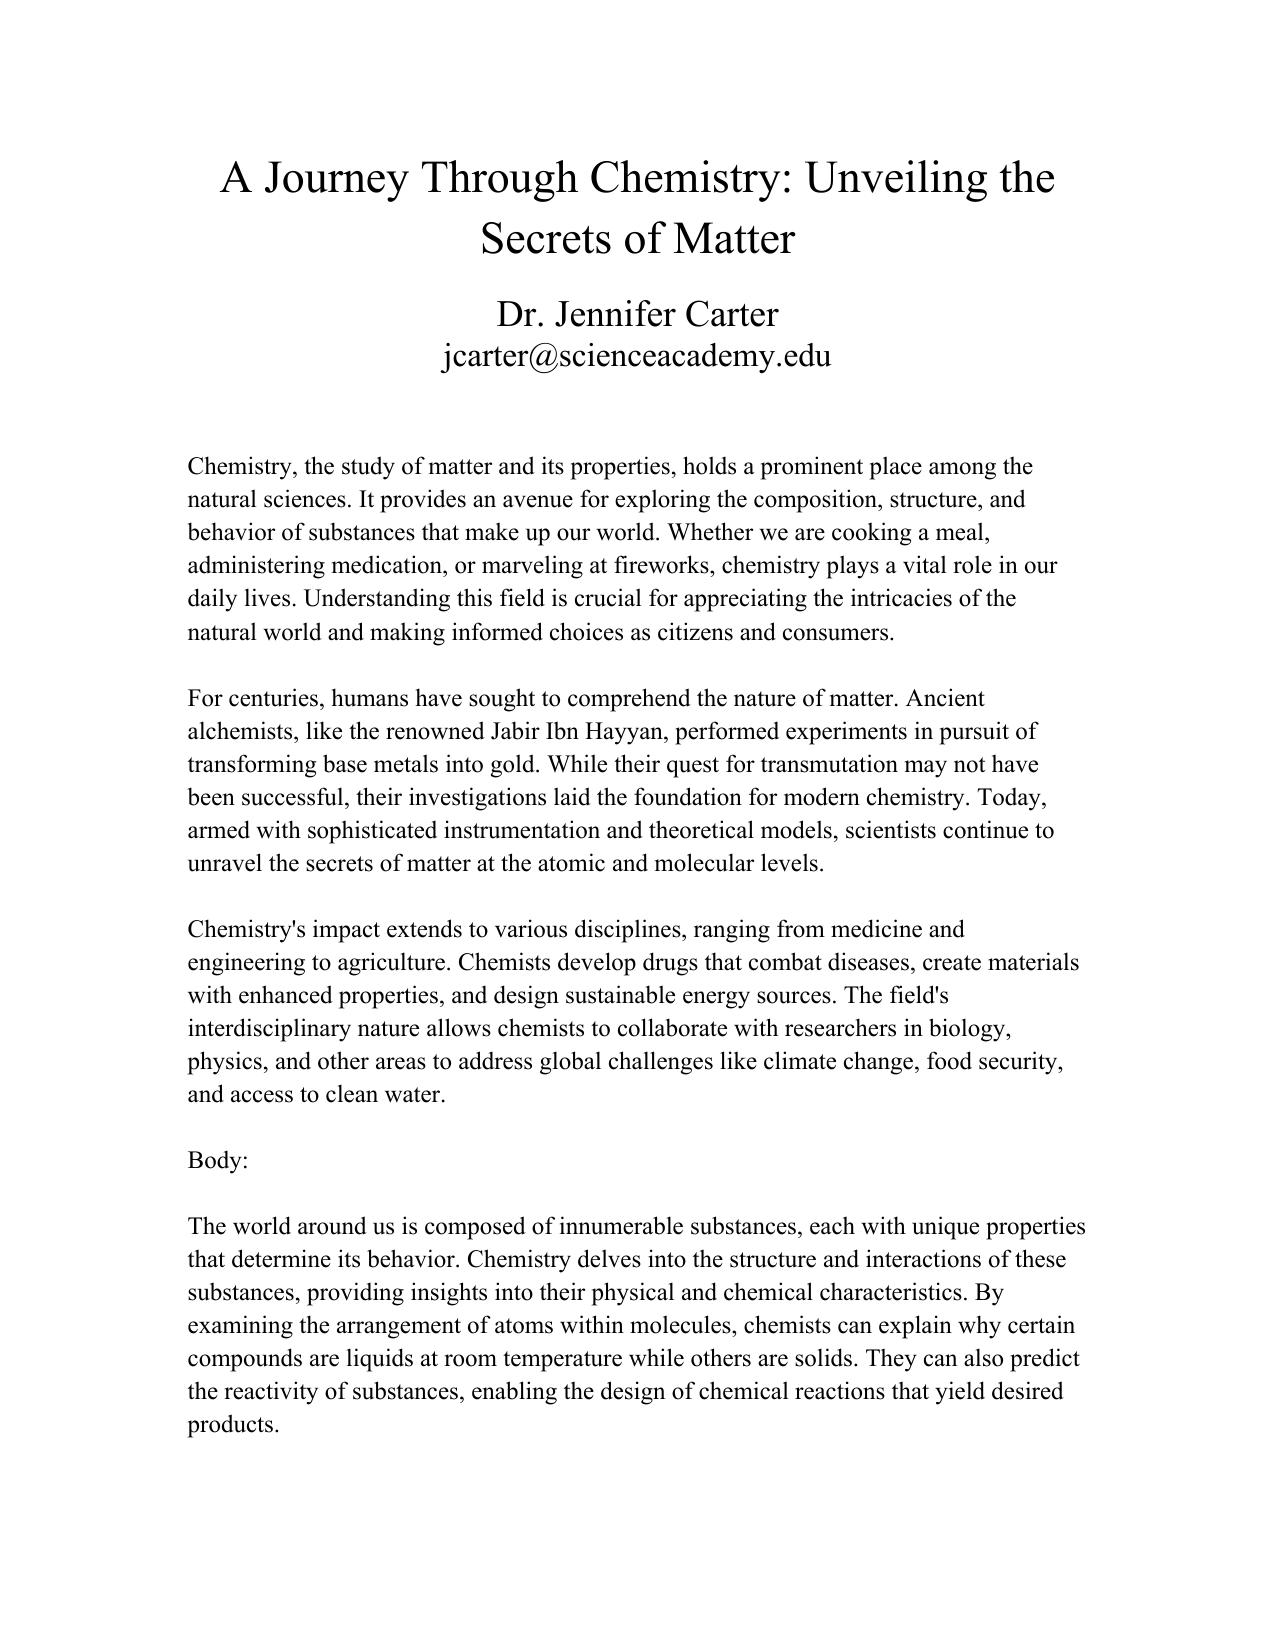 A Journey Through Chemistry: Unveiling the
Secrets of Matter
Dr. Jennifer Carter
jcarter@scienceacademy.edu
Chemistry, the study of matter and its properties, holds a prominent place among the
natural sciences. It provides an avenue for exploring the composition, structure, and
behavior of substances that make up our world. Whether we are cooking a meal,
administering medication, or marveling at fireworks, chemistry plays a vital role in our
daily lives. Understanding this field is crucial for appreciating the intricacies of the
natural world and making informed choices as citizens and consumers.
For centuries, humans have sought to comprehend the nature of matter. Ancient
alchemists, like the renowned Jabir Ibn Hayyan, performed experiments in pursuit of
transforming base metals into gold. While their quest for transmutation may not have
been successful, their investigations laid the foundation for modern chemistry. Today,
armed with sophisticated instrumentation and theoretical models, scientists continue to
unravel the secrets of matter at the atomic and molecular levels.
Chemistry's impact extends to various disciplines, ranging from medicine and
engineering to agriculture. Chemists develop drugs that combat diseases, create materials
with enhanced properties, and design sustainable energy sources. The field's
interdisciplinary nature allows chemists to collaborate with researchers in biology,
physics, and other areas to address global challenges like climate change, food security,
and access to clean water.
Body:
The world around us is composed of innumerable substances, each with unique properties
that determine its behavior. Chemistry delves into the structure and interactions of these
substances, providing insights into their physical and chemical characteristics. By
examining the arrangement of atoms within molecules, chemists can explain why certain
compounds are liquids at room temperature while others are solids. They can also predict
the reactivity of substances, enabling the design of chemical reactions that yield desired
products.